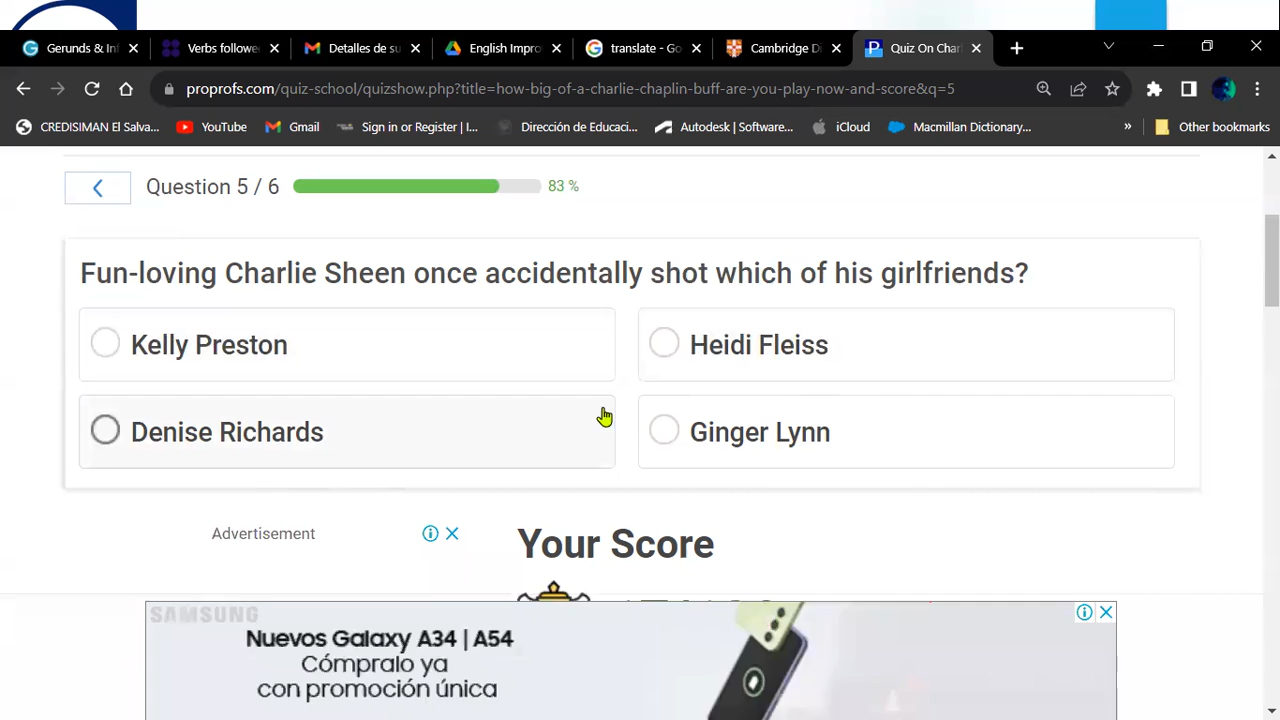 Gerunds & Inf
Verbs followe
Detalles de su
English Impro
translate - Go
Cambridge Di
Quiz On Charl
proprofs.com/quiz-school/quizshow.php?title=how-big-of-a-charlie-chaplin-buff-are-you-play-now-and-score&q=5
CREDISIMAN El Salva...
YouTube
Gmail
Sign in or Register | I...
Dirección de Educaci...
Autodesk | Software...
iCloud
Macmillan Dictionary...
»
Other bookmarks
Question 5 / 6
83 %
Fun-loving Charlie Sheen once accidentally shot which of his girlfriends?
Kelly Preston
Heidi Fleiss
Denise Richards
Ginger Lynn
Advertisement
Your Score
SAMSUNG
Nuevos Galaxy A34 | A54
Cómpralo ya
con promoción única